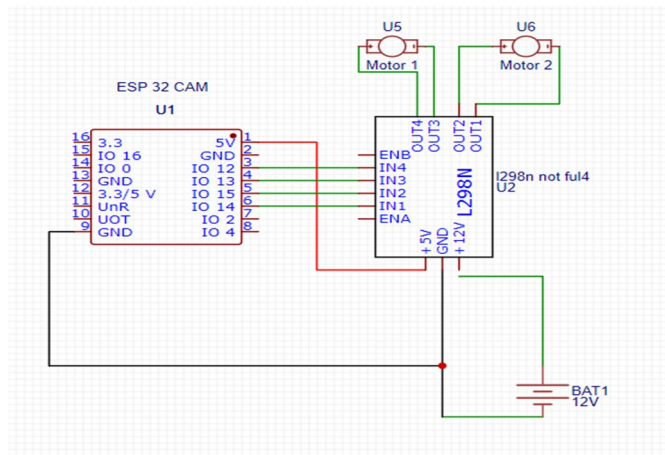 U5
Motor 1
U6
Motor 2
ESP 32 CAM
U1
16 3.3 5V 1
15 IO 16 GND 2
14 IO 0 IO 12 3
13 GND IO 13 4
12 3.3/5 V IO 15 5
11 UnR IO 14 6
10 UOT IO 2 7
9 GND IO 4 8
OUT4
OUT3
OUT2
OUT1
ENB
IN4
IN3
IN2
IN1
ENA
L298N
+5V
GND
+12V
l298n not ful4
U2
BAT1
12V